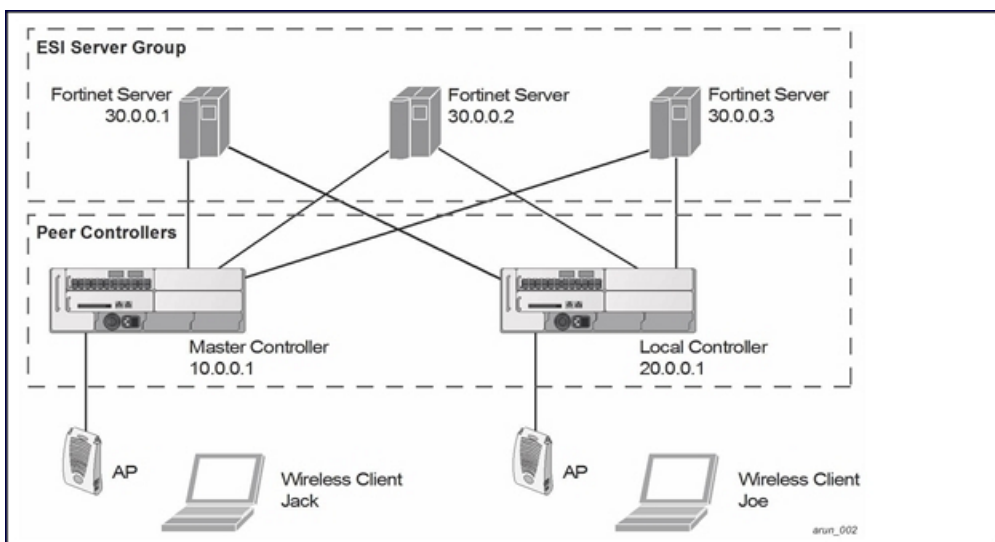 ESI Server Group
Fortinet Server
30.0.0.1
Fortinet Server
30.0.0.2
Fortinet Server
30.0.0.3
Peer Controllers
Master Controller
10.0.0.1
Local Controller
20.0.0.1
AP
Wireless Client
Jack
AP
Wireless Client
Joe
arun_002